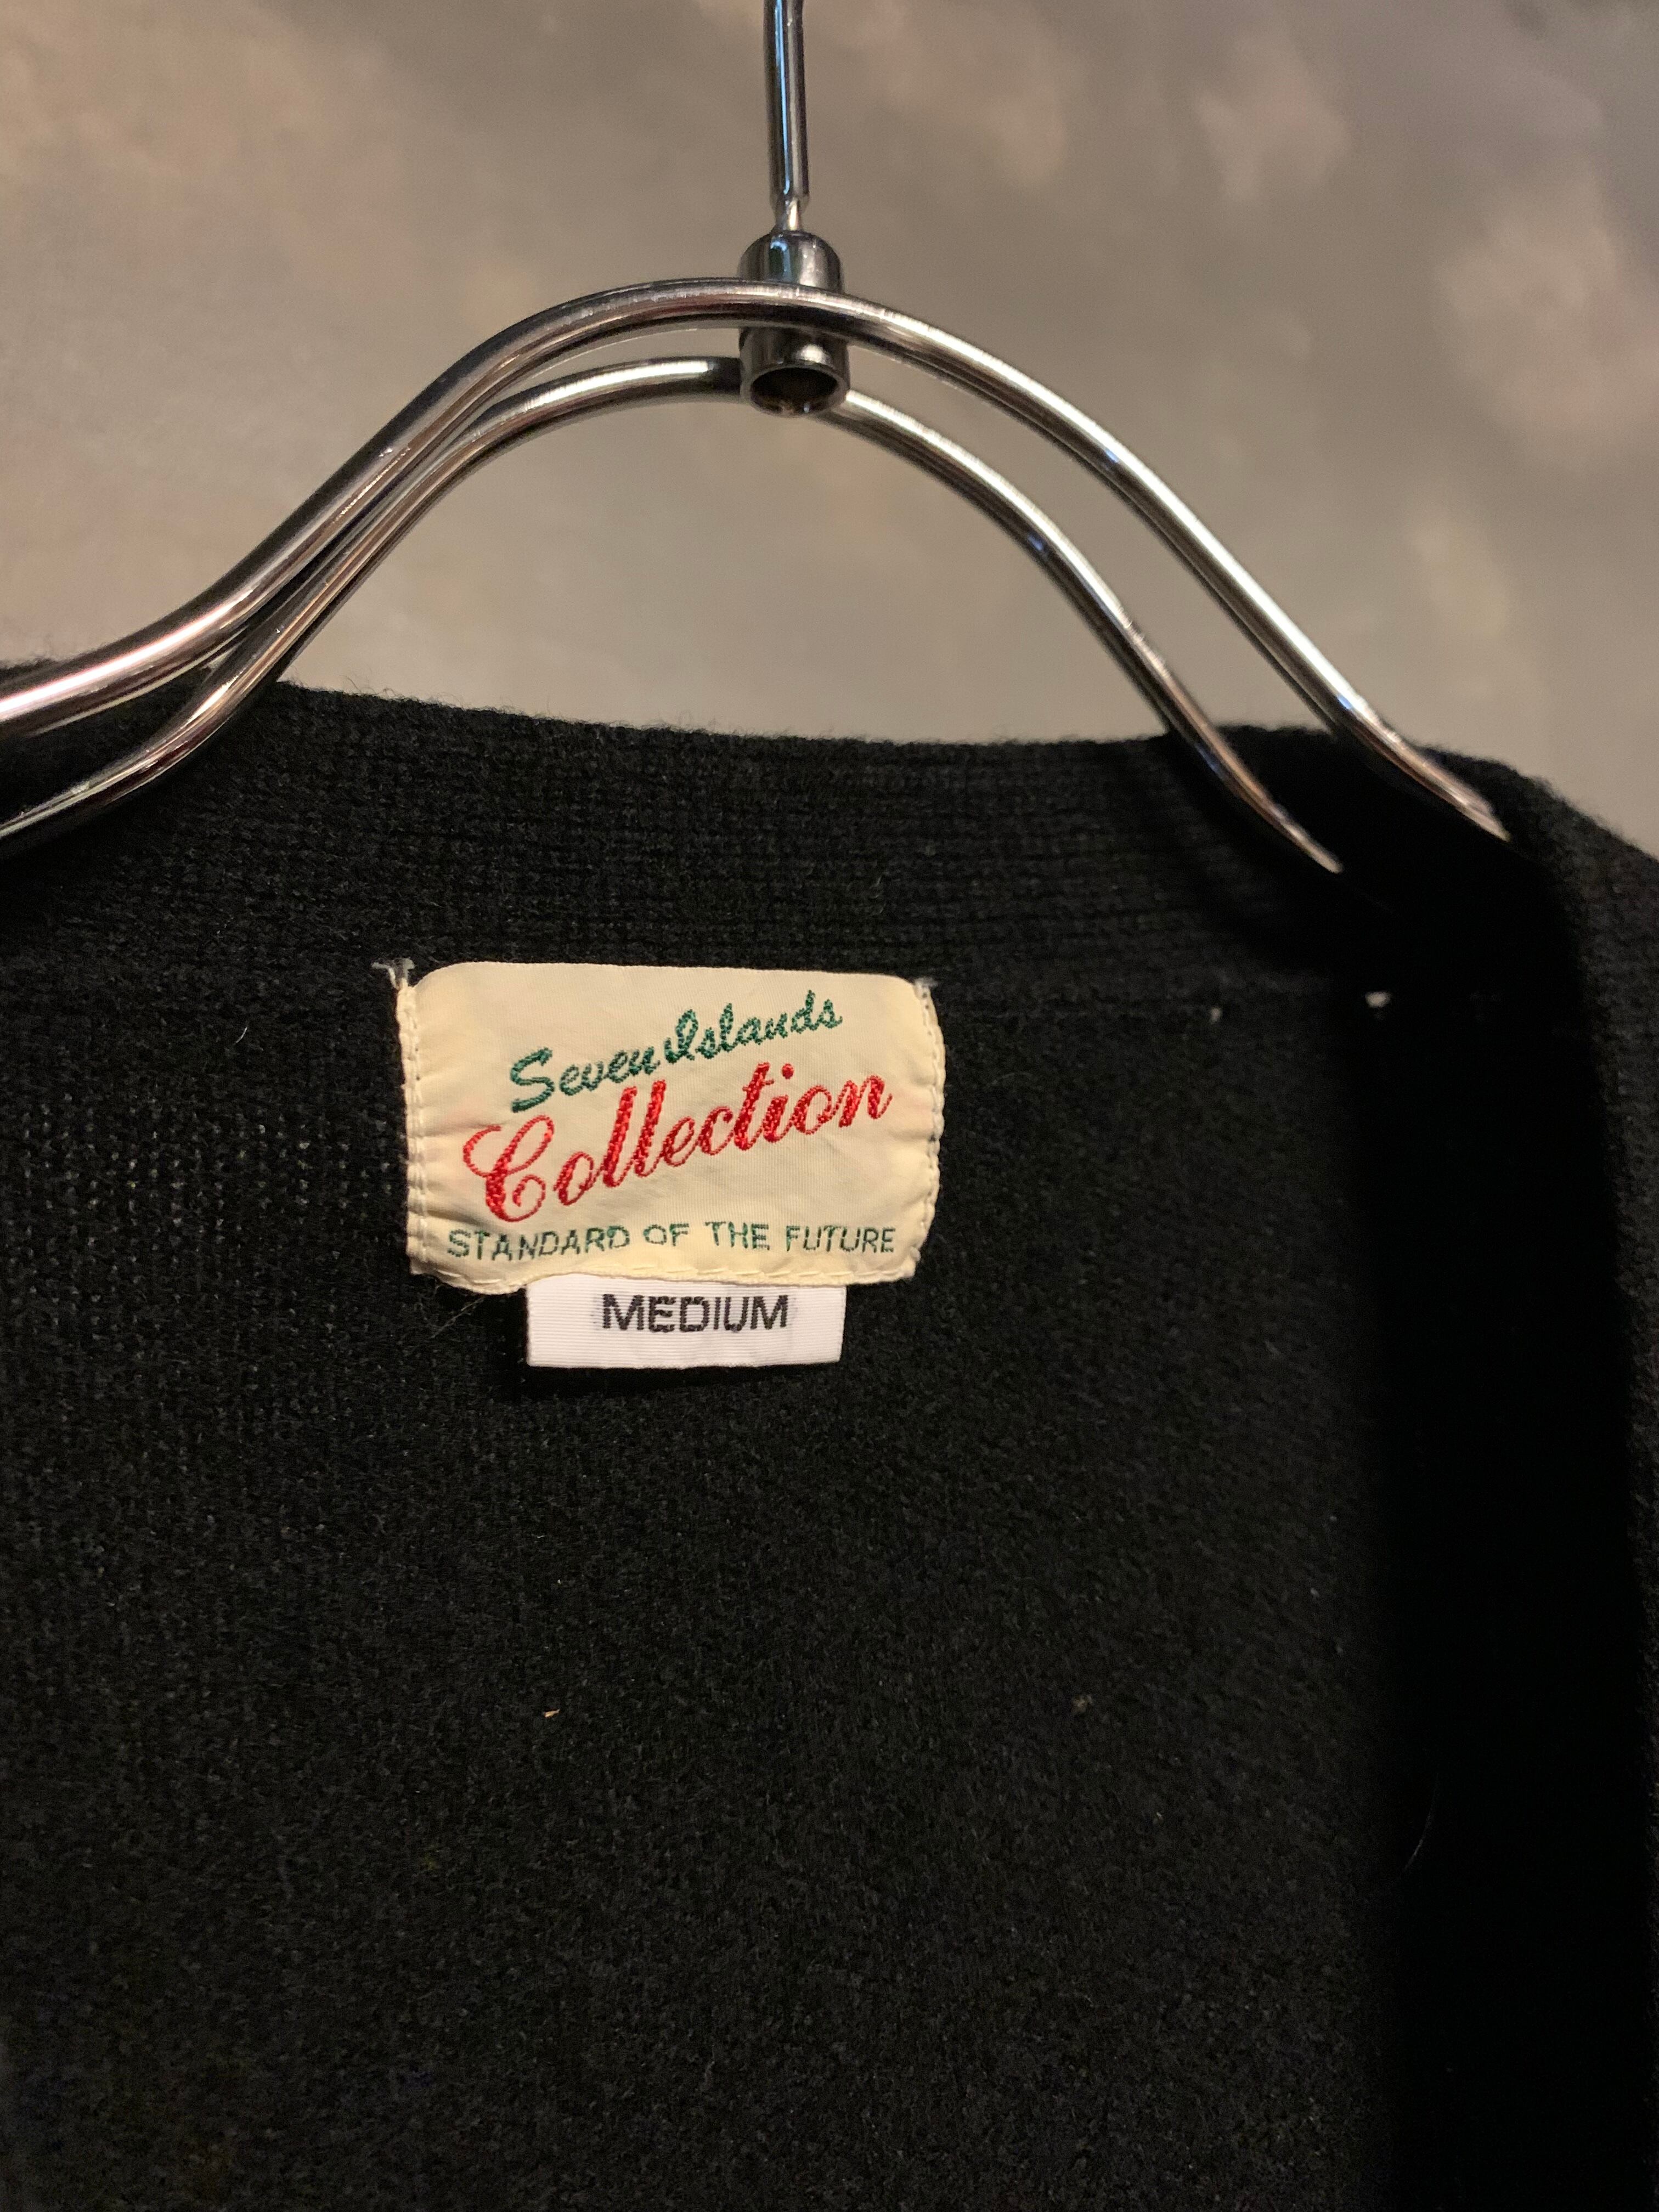 Seven Islands
Collection
STANDARD OF THE FUTURE
MEDIUM